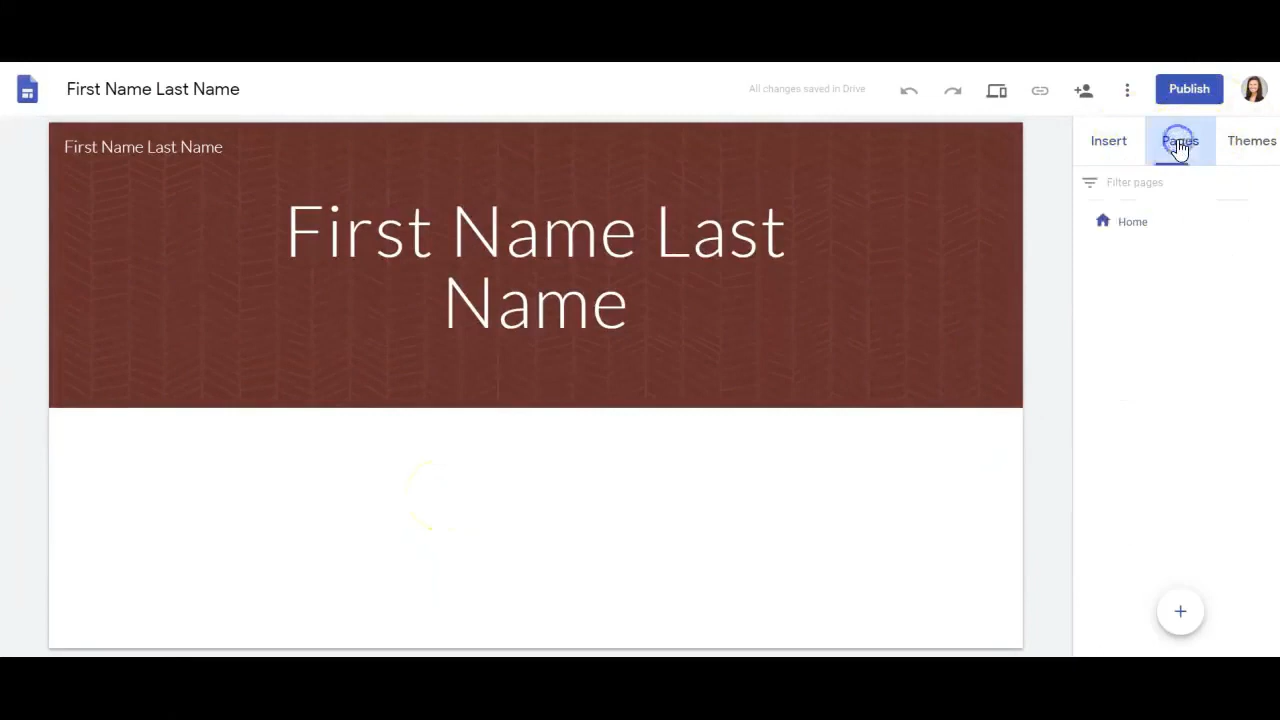 First Name Last Name
All changes saved in Drive
Publish
First Name Last Name
Insert
Pages
Themes
Filter pages
Home
First Name Last
Name